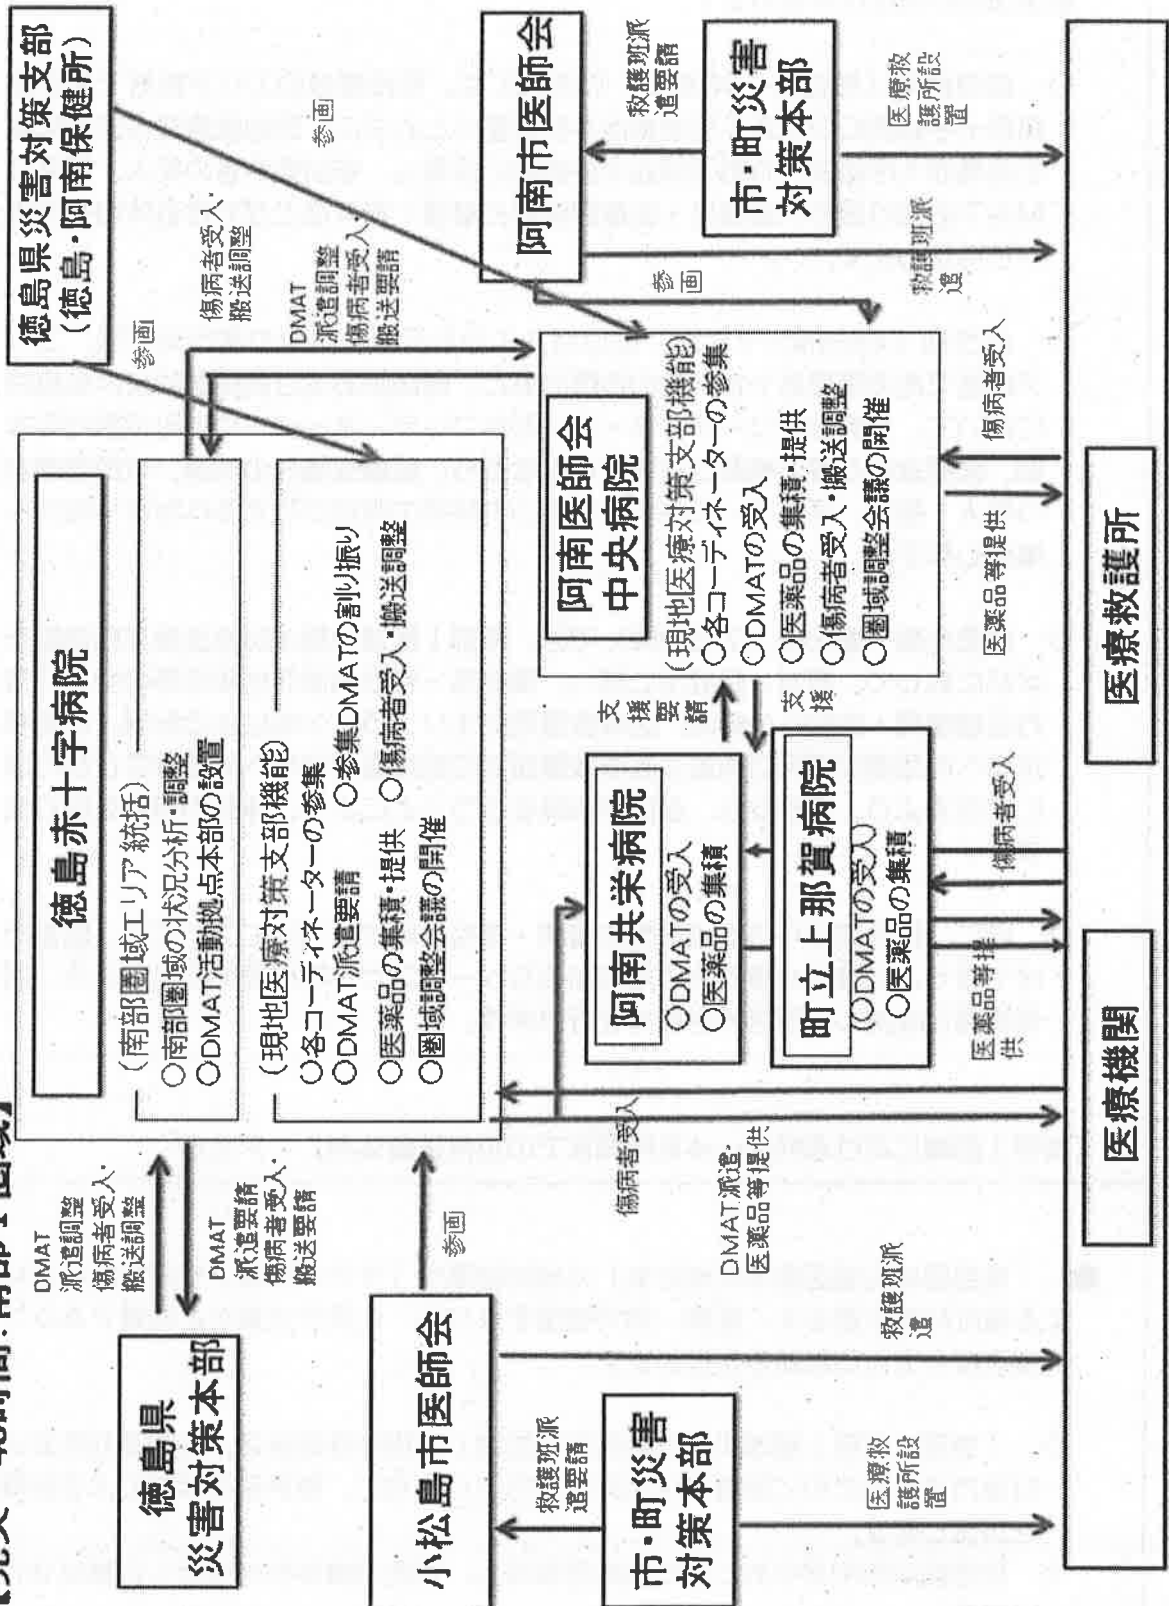 徳島県
災害対策本部
DMAT
派遣調整
傷病者受入・
搬送調整
DMAT
派遣要請
傷病者受入・
搬送要請
徳島赤十字病院
(南部圏域エリア統括)
○南部圏域の状況分析・調整
○DMAT活動拠点本部の設置
(現地医療対策支部機能)
○各コーディネーターの参集
○DMAT派遣要請 ○参集DMATの割り振り
○医薬品の集積・提供 ○傷病者受入・搬送調整
○圏域調整会議の開催
徳島県災害対策支部
(徳島・阿南保健所)
参画
参画
傷病者受入・
搬送調整
DMAT
派遣調整
傷病者受入・
搬送要請
小松島市医師会
参画
救護班派
遣要請
市・町災害
対策本部
医療救
護所設
置
救護班派
遣
傷病者受入
DMAT派遣・
医薬品等提供
阿南共栄病院
○DMATの受入
○医薬品の集積
町立上那賀病院
(○DMATの受入)
○医薬品の集積
医薬品等提
供
傷病者受入
支援
要請
支
援
阿南医師会
中央病院
(現地医療対策支部機能)
○各コーディネーターの参集
○DMATの受入
○医薬品の集積・提供
○傷病者受入・搬送調整
○圏域調整会議の開催
医薬品等提供
傷病者受入
阿南市医師会
参画
救護班派
遣要請
市・町災害
対策本部
救護班派
遣
医療救
護所設
置
医療機関
医療救護所